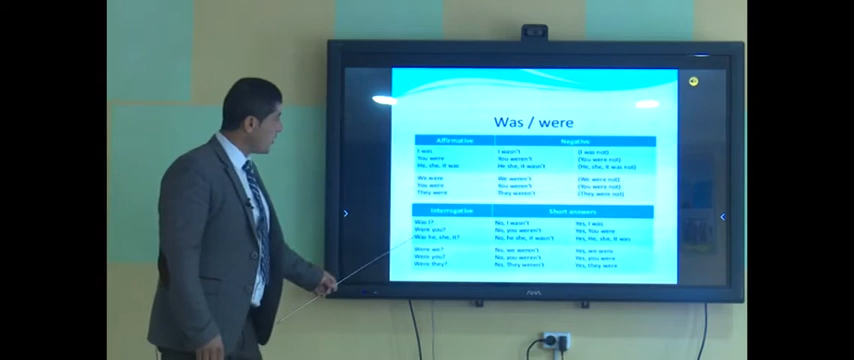 Was / were
Affirmative Negative
I was I wasn't (I was not)
You were You weren't (You were not)
He, she, it was He she, it wasn't (He, she, it was not)
We were We weren't (We were not)
You were You weren't (You were not)
They were They weren't (They were not)
Interrogative Short answers
Was I? No, I wasn't Yes, I was
Were you? No, you weren't Yes, You were
Was he, she, it? No, he, she, it wasn't Yes, He, she, it was
Were we? No, we weren't Yes, we were
Were you? No, you weren't Yes, you were
Were they? No, They weren't Yes, they were